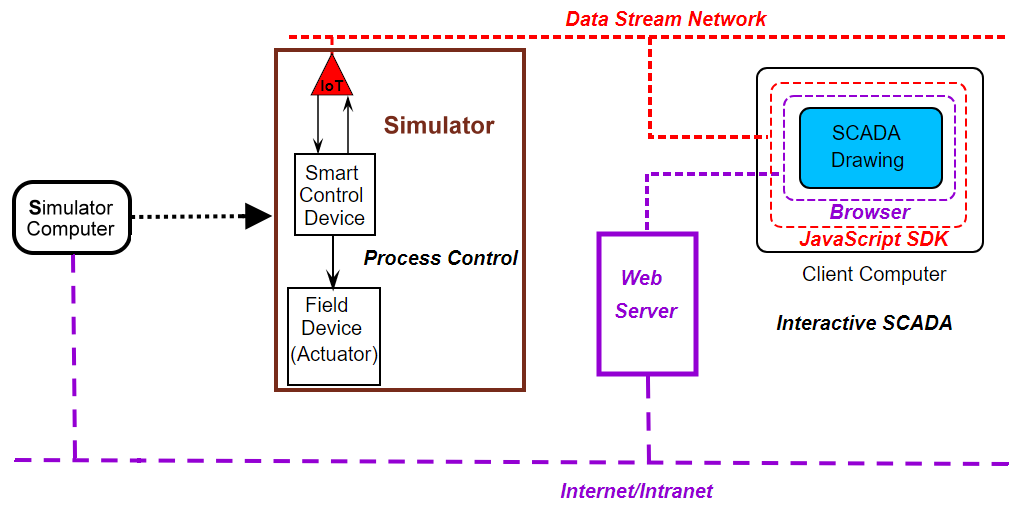 Data Stream Network
IoT
Simulator
Smart
Control
Device
Process Control
Field
Device
(Actuator)
Simulator
Computer
SCADA
Drawing
Browser
JavaScript SDK
Client Computer
Interactive SCADA
Web
Server
Internet/Intranet